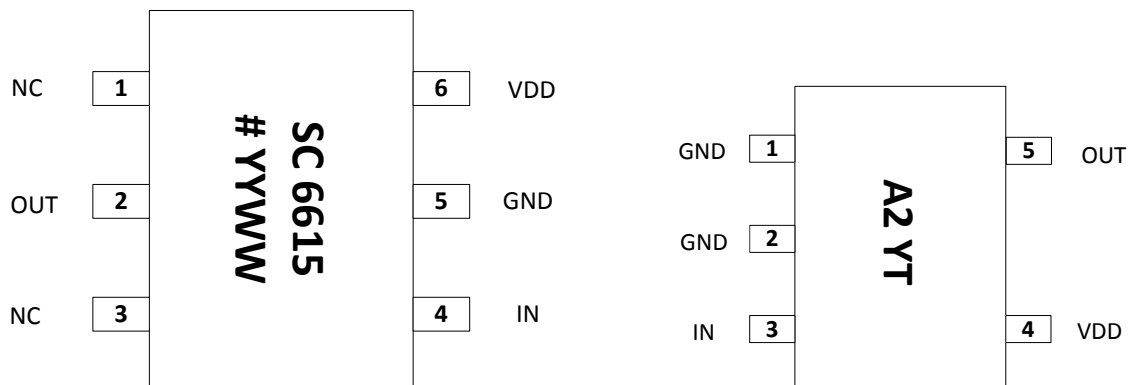 NC 1 6 VDD
OUT 2 5 GND
NC 3 4 IN
SC 6615
# YYWW
GND 1 5 OUT
GND 2
IN 3 4 VDD
A2 YT